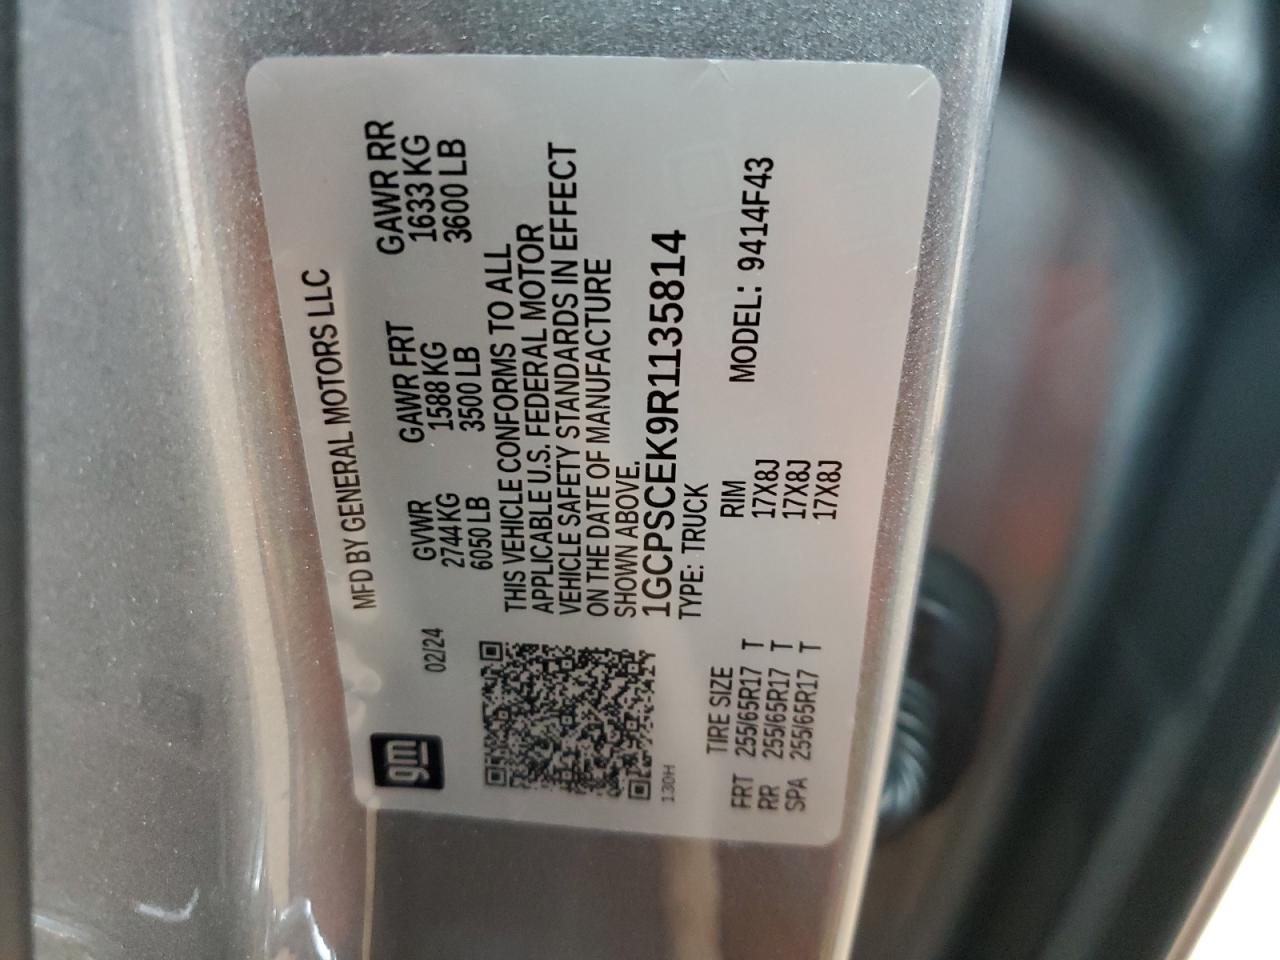 gm
MFD BY GENERAL MOTORS LLC
02/24 GVWR GAWR FRT GAWR RR
2744 KG 1588 KG 1633 KG
6050 LB 3500 LB 3600 LB
THIS VEHICLE CONFORMS TO ALL
APPLICABLE U.S. FEDERAL MOTOR
VEHICLE SAFETY STANDARDS IN EFFECT
ON THE DATE OF MANUFACTURE
SHOWN ABOVE.
1GCPSCEK9R1135814
TYPE: TRUCK
130H
TIRE SIZE RIM MODEL: 9414F43
FRT 255/65R17 T 17X8J
RR 255/65R17 T 17X8J
SPA 255/65R17 T 17X8J